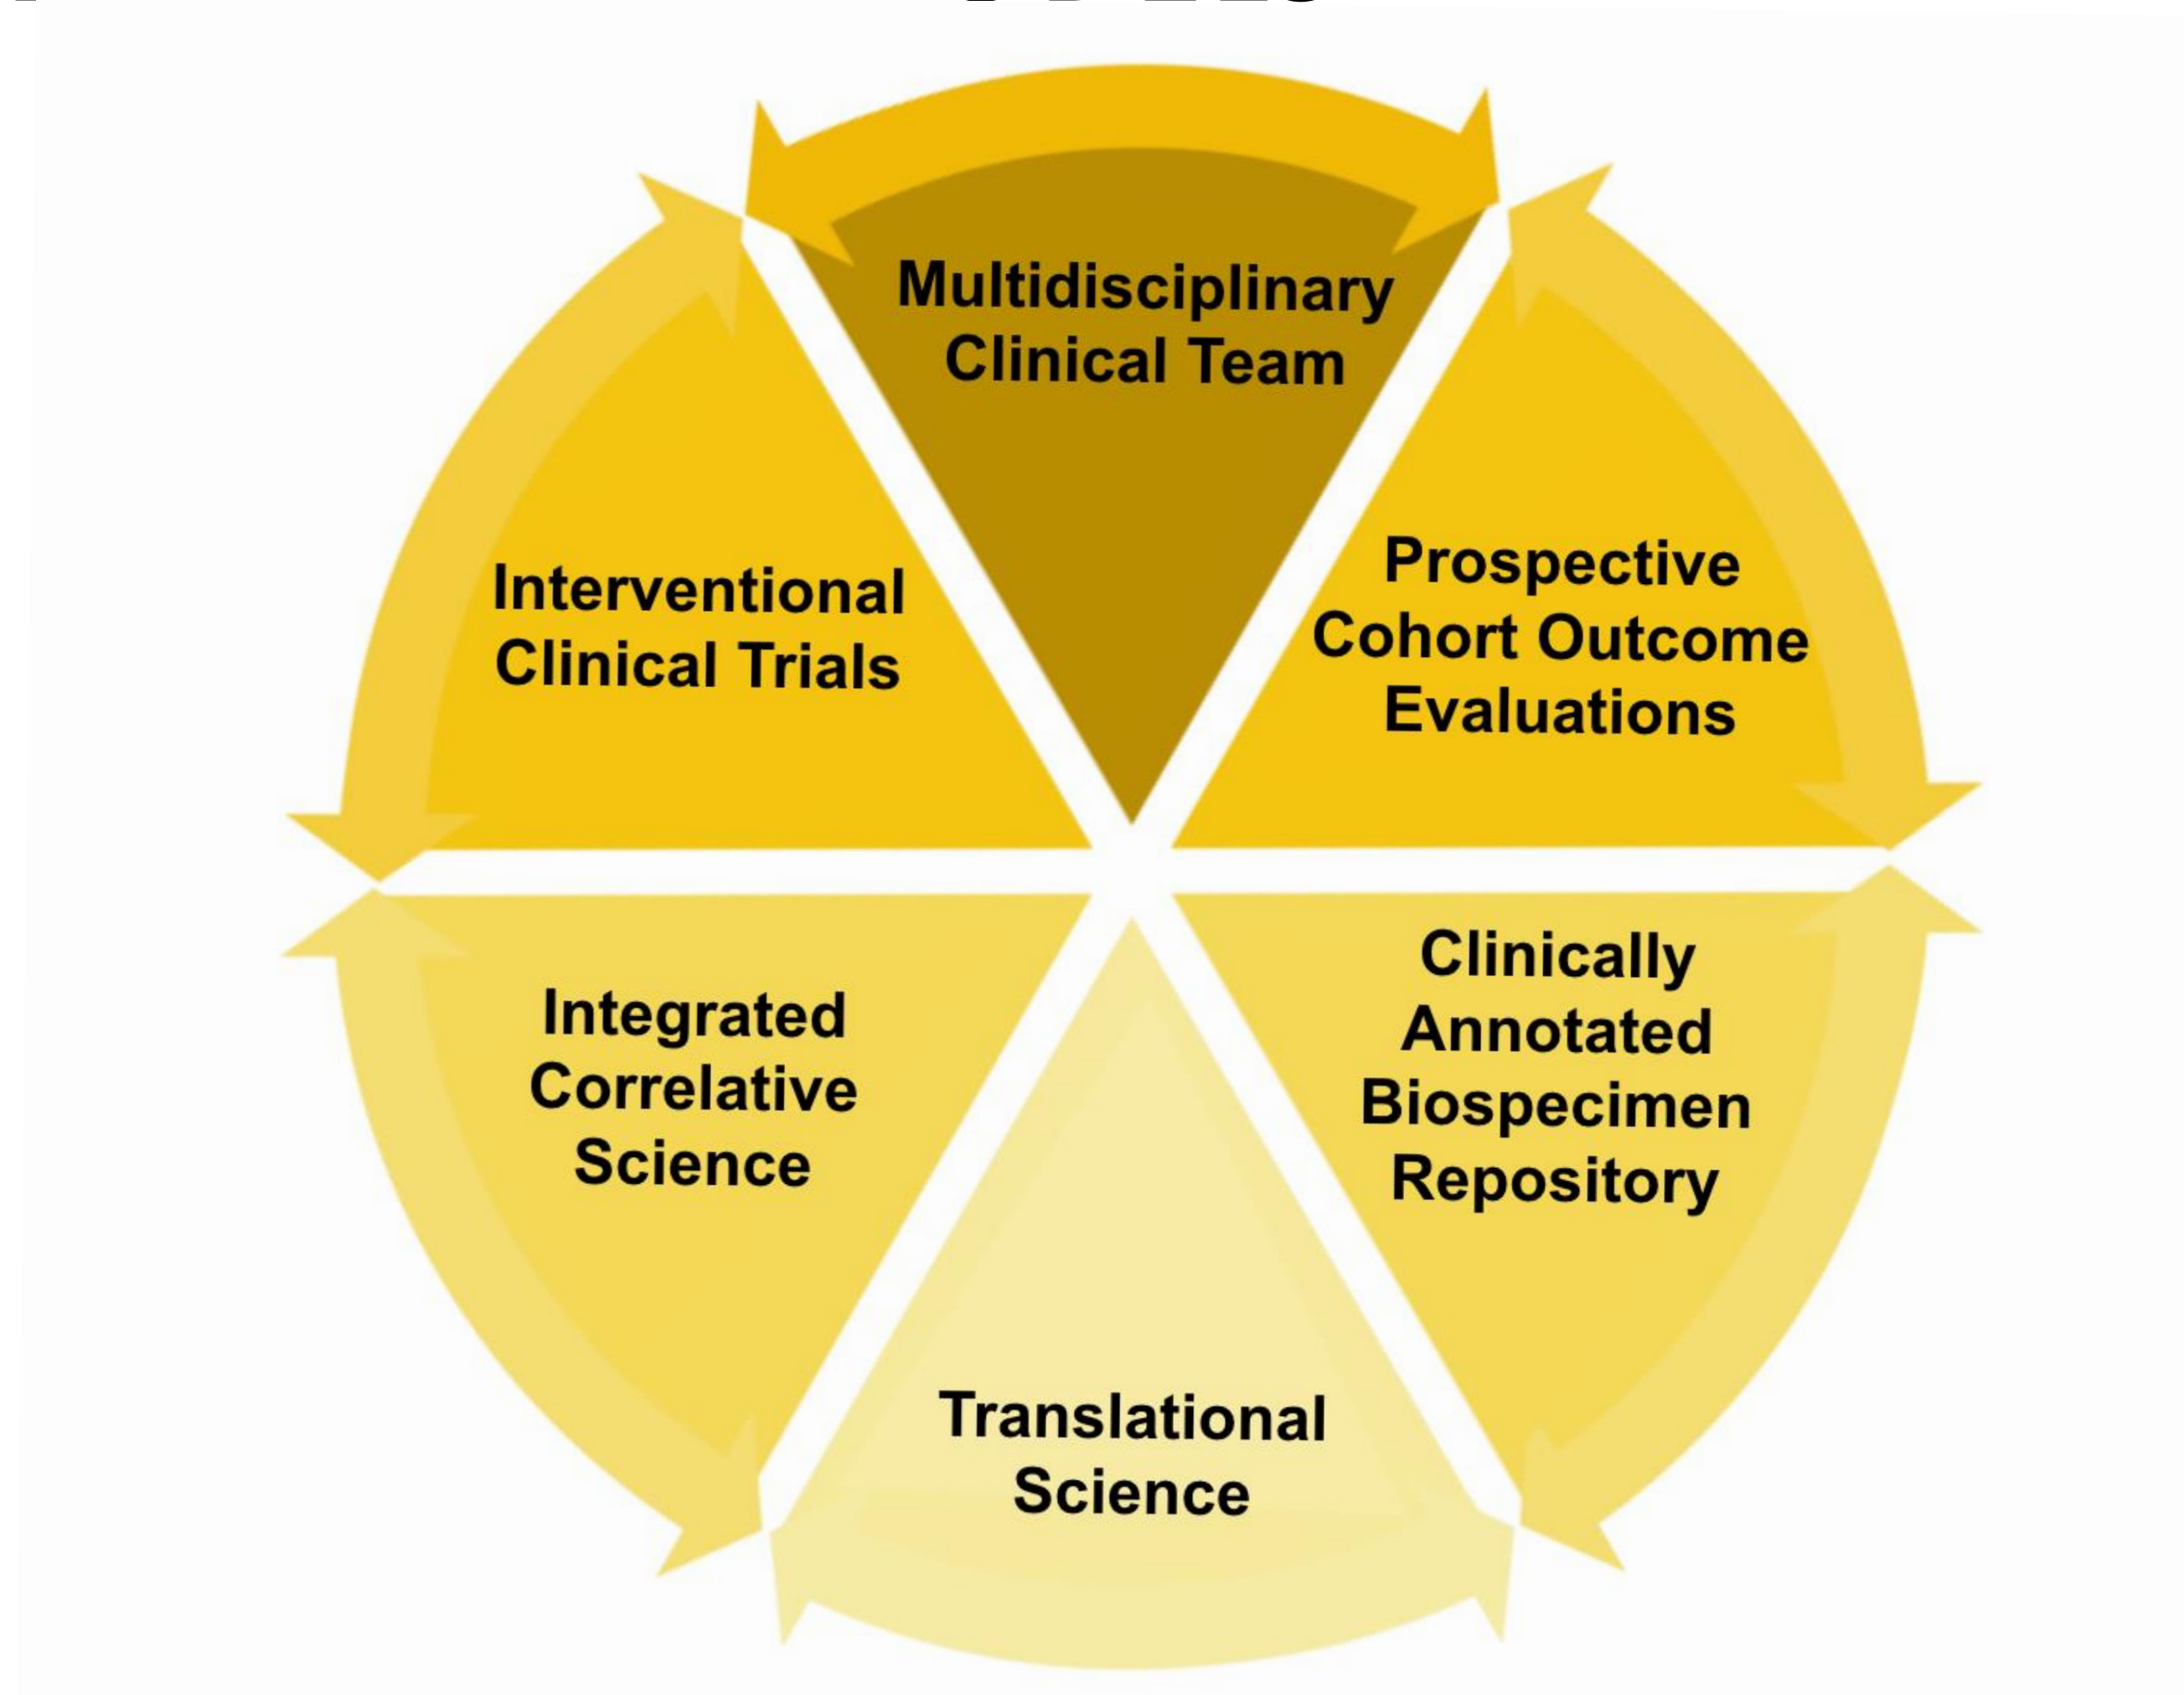 Multidisciplinary
Clinical Team
Prospective
Cohort Outcome
Evaluations
Clinically
Annotated
Biospecimen
Repository
Translational
Science
Integrated
Correlative
Science
Interventional
Clinical Trials